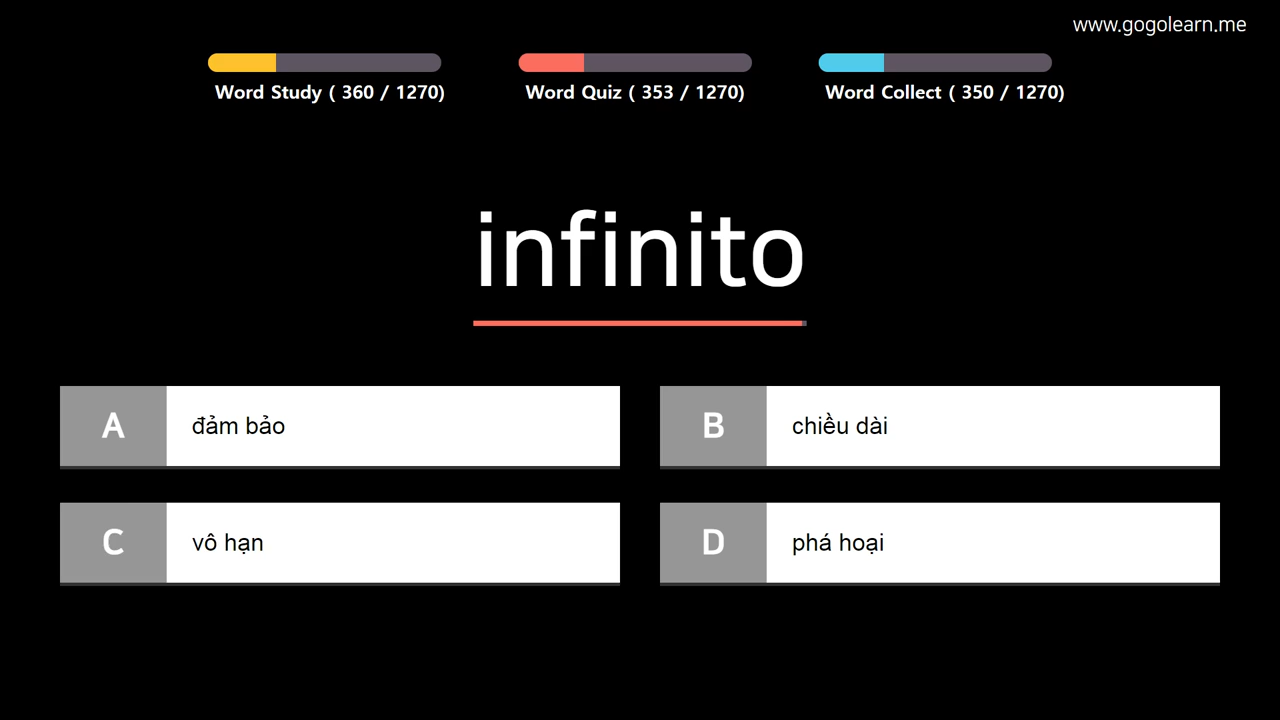 www.gogolearn.me
Word Study ( 360 / 1270)
Word Quiz ( 353 / 1270)
Word Collect ( 350 / 1270)
infinito
A đảm bảo
B chiều dài
C vô hạn
D phá hoại